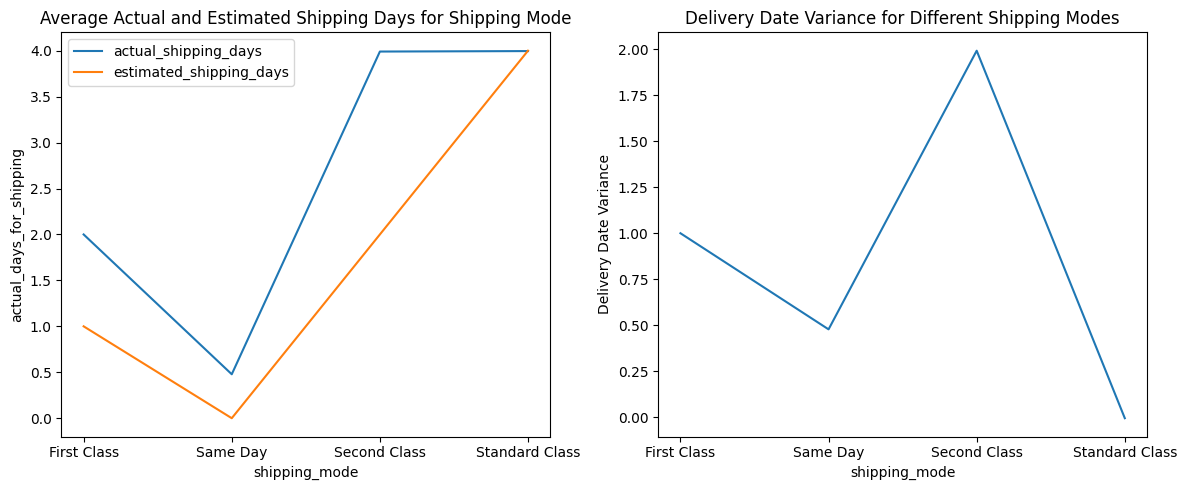 Average Actual and Estimated Shipping Days for Shipping Mode
actual_shipping_days
estimated_shipping_days
4.0
3.5
3.0
2.5
2.0
1.5
1.0
0.5
0.0
actual_days_for_shipping
First Class
Same Day
Second Class
Standard Class
shipping_mode
Delivery Date Variance for Different Shipping Modes
2.00
1.75
1.50
1.25
1.00
0.75
0.50
0.25
0.00
Delivery Date Variance
First Class
Same Day
Second Class
Standard Class
shipping_mode